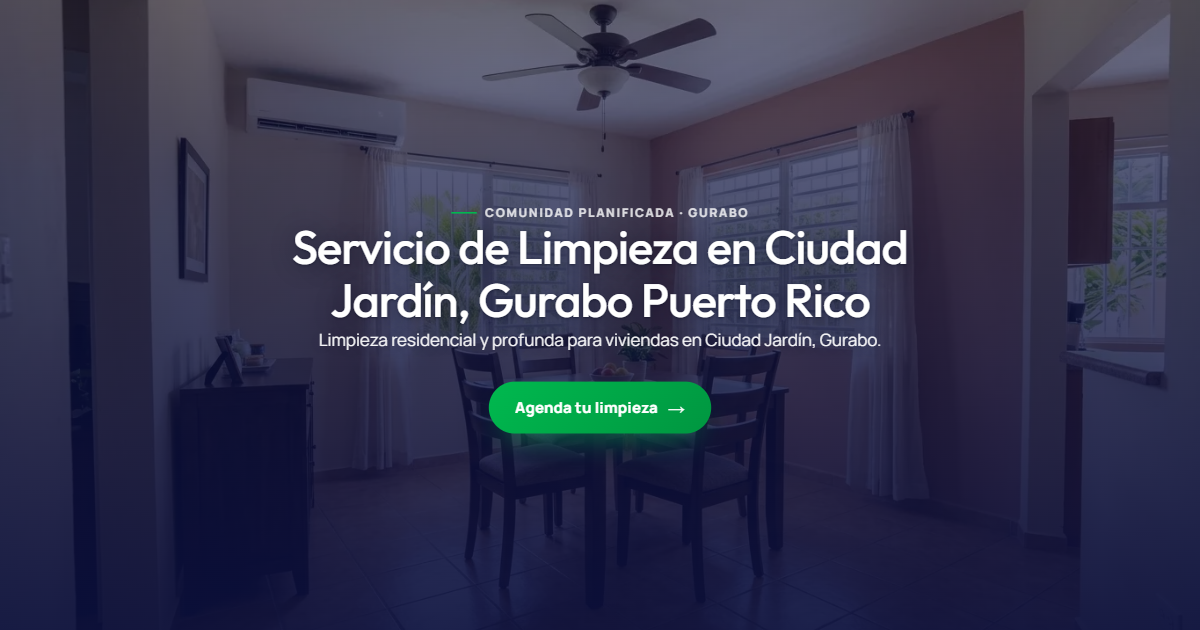 COMUNIDAD PLANIFICADA · GURABO
Servicio de Limpieza en Ciudad
Jardín, Gurabo Puerto Rico
Limpieza residencial y profunda para viviendas en Ciudad Jardín, Gurabo.
Agenda tu limpieza →